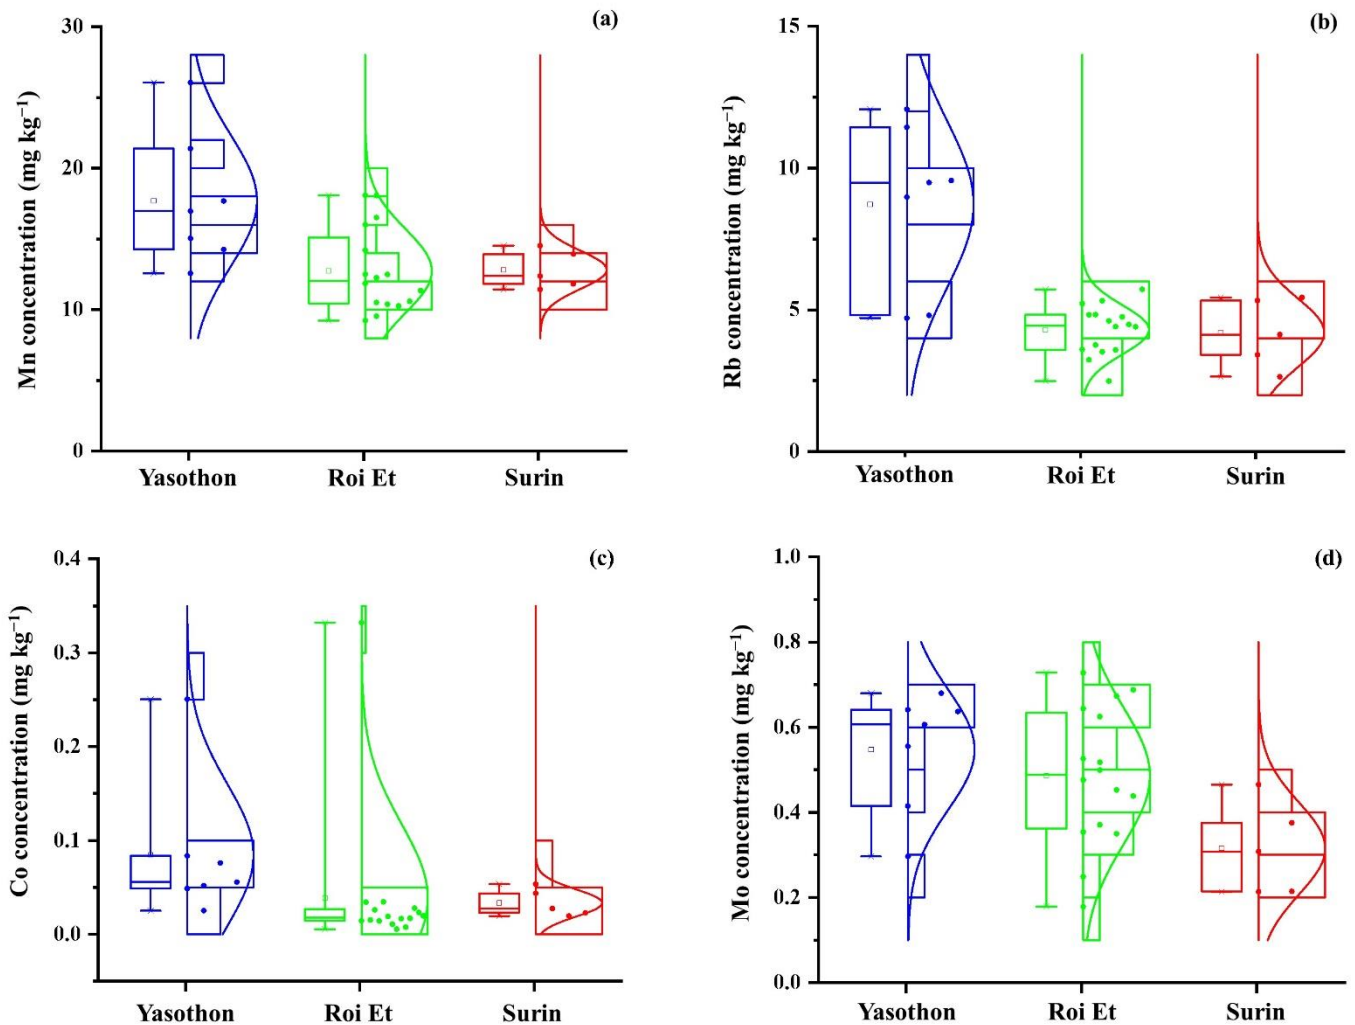 (a)
Mn concentration (mg kg⁻¹)
30
20
10
0
Yasothon Roi Et Surin
(b)
Rb concentration (mg kg⁻¹)
15
10
5
0
Yasothon Roi Et Surin
(c)
Co concentration (mg kg⁻¹)
0.4
0.3
0.2
0.1
0.0
Yasothon Roi Et Surin
(d)
Mo concentration (mg kg⁻¹)
1.0
0.8
0.6
0.4
0.2
0.0
Yasothon Roi Et Surin